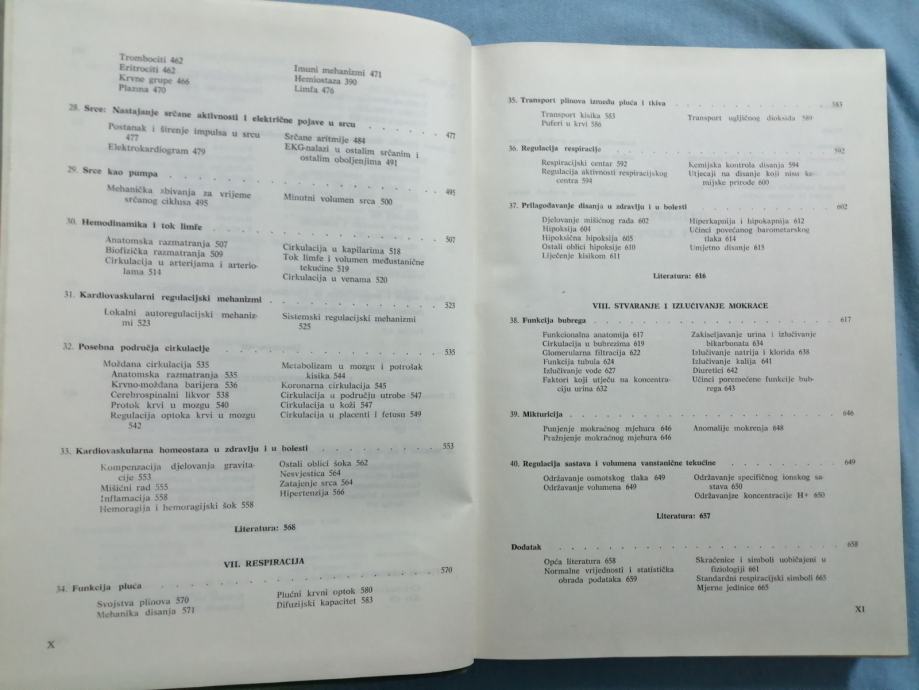 Trombociti 462
Eritrociti 462
Krvne grupe 466
Plazma 470
Imuni mehanizmi 471
Hemiostaza 390
Limfa 476
28. Srce: Nastajanje srčane aktivnosti i električne pojave u srcu . . . . . . 477
Postanak i širenje impulsa u srcu
477
Elektrokardiogram 479
Srčane aritmije 484
EKG-nalazi u ostalim srčanim i
ostalim oboljenjima 491
29. Srce kao pumpa . . . . . . . . . . . . . . . 495
Mehanička zbivanja za vrijeme
srčanog ciklusa 495
Minutni volumen srca 500
30. Hemodinamika i tok limfe . . . . . . . . . . . . . 507
Anatomska razmatranja 507
Biofizička razmatranja 509
Cirkulacija u arterijama i arterio-
lama 514
Cirkulacija u kapilarima 518
Tok limfe i volumen međustanične
tekućine 519
Cirkulacija u venama 520
31. Kardiovaskularni regulacijski mehanizmi . . . . . . . . . 523
Lokalni autoregulacijski mehaniz-
mi 523
Sistemski regulacijski mehanizmi
525
32. Posebna područja cirkulacije . . . . . . . . . . . . 535
Moždana cirkulacija 535
Anatomska razmatranja 535
Krvno-moždana barijera 536
Cerebrospinalni likvor 538
Protok krvi u mozgu 540
Regulacija optoka krvi u mozgu
542
Metabolizam u mozgu i potrošak
kisika 544
Koronarna cirkulacija 545
Cirkulacija u području utrobe 547
Cirkulacija u koži 547
Cirkulacija u placenti i fetusu 549
33. Kardiovaskularna homeostaza u zdravlju i u bolesti . . . . . . . 553
Kompenzacija djelovanja gravita-
cije 553
Mišićni rad 555
Inflamacija 558
Hemoragija i hemoragijski šok 558
Ostali oblici šoka 562
Nesvjestica 564
Zatajenje srca 564
Hipertenzija 566
Literatura: 568
VII. RESPIRACIJA
34. Funkcija pluća . . . . . . . . . . . . . . . 570
Svojstva plinova 570
Mehanika disanja 571
Plućni krvni optok 580
Difuzijski kapacitet 583
X
35. Transport plinova između pluća i tkiva . . . . . . . . . 583
Transport kisika 583
Puferi u krvi 586
Transport ugljičnog dioksida 589
36. Regulacija respiracije . . . . . . . . . . . . . 592
Respiracijski centar 592
Regulacija aktivnosti respiracijskog
centra 594
Kemijska kontrola disanja 594
Utjecaji na disanje koji nisu ke-
mijske prirode 600
37. Prilagođavanje disanja u zdravlju i u bolesti . . . . . . . . 602
Djelovanje mišićnog rada 602
Hipoksija 604
Hipoksična hipoksija 605
Ostali oblici hipoksije 610
Liječenje kisikom 611
Hiperkapnija i hipokapnija 612
Učinci povećanog barometarskog
tlaka 614
Umjetno disanje 615
Literatura: 616
VIII. STVARANJE I IZLUČIVANJE MOKRAĆE
38. Funkcija bubrega . . . . . . . . . . . . . . 617
Funkcionalna anatomija 617
Cirkulacija u bubrezima 619
Glomerularna filtracija 622
Funkcija tubula 624
Izlučivanje vode 627
Faktori koji utječu na koncentra-
ciju urina 632
Zakiseljavanje urina i izlučivanje
bikarbonata 634
Izlučivanje natrija i klorida 638
Izlučivanje kalija 641
Diuretici 642
Učinci poremećene funkcije bub-
rega 643
39. Mikturicija . . . . . . . . . . . . . . . 646
Punjenje mokraćnog mjehura 646
Pražnjenje mokraćnog mjehura 646
Anomalije mokrenja 648
40. Regulacija sastava i volumena vanstanične tekućine . . . . . . . 649
Održavanje osmotskog tlaka 649
Održavanje volumena 649
Održavanje specifičnog ionskog sa-
stava 650
Održavanjze koncentracije H+ 650
Literatura: 657
Dodatak . . . . . . . . . . . . . . . . 658
Opća literatura 658
Normalne vrijednosti i statistička
obrada podataka 659
Skraćenice i simboli uobičajeni u
fiziologiji 661
Standardni respiracijski simboli 665
Mjerne jedinice 665
XI